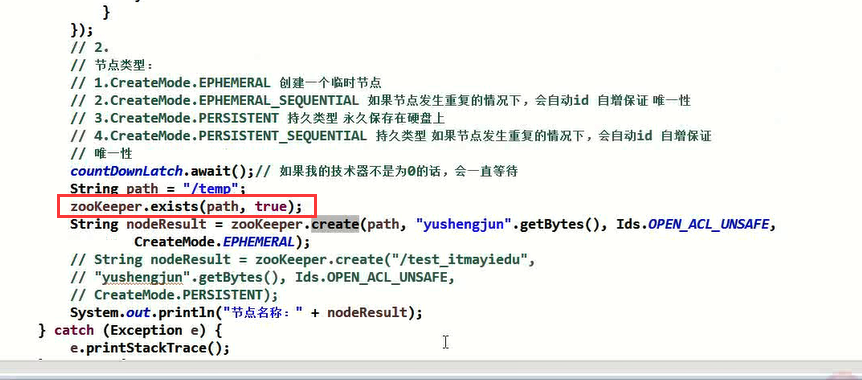 }
});
// 2.
// 节点类型：
// 1.CreateMode.EPHEMERAL 创建一个临时节点
// 2.CreateMode.EPHEMERAL_SEQUENTIAL 如果节点发生重复的情况下，会自动id 自增保证 唯一性
// 3.CreateMode.PERSISTENT 持久类型 永久保存在硬盘上
// 4.CreateMode.PERSISTENT_SEQUENTIAL 持久类型 如果节点发生重复的情况下，会自动id 自增保证
// 唯一性
countDownLatch.await();// 如果我的技术器不是为0的话，会一直等待
String path = "/temp";
zooKeeper.exists(path, true);
String nodeResult = zooKeeper.create(path, "yushengjun".getBytes(), Ids.OPEN_ACL_UNSAFE,
CreateMode.EPHEMERAL);
// String nodeResult = zooKeeper.create("/test_itmayiedu",
// "yushengjun".getBytes(), Ids.OPEN_ACL_UNSAFE,
// CreateMode.PERSISTENT);
System.out.println("节点名称：" + nodeResult);
} catch (Exception e) {
e.printStackTrace();